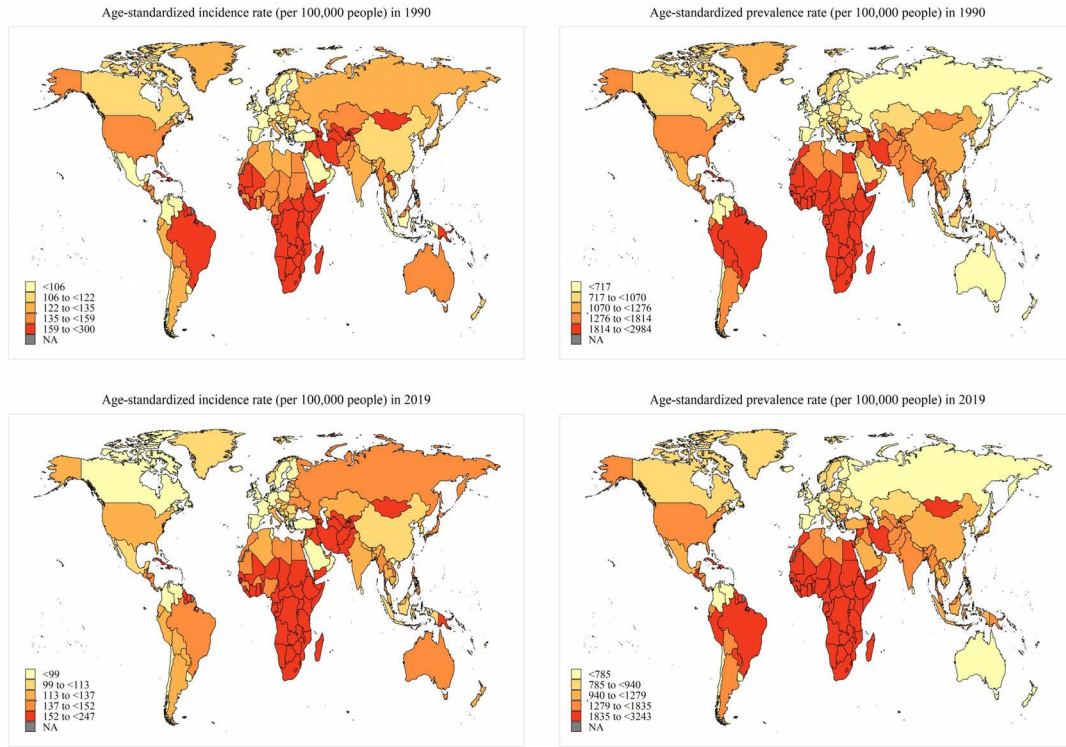 Age-standardized incidence rate (per 100,000 people) in 1990
<106
106 to <122
122 to <135
135 to <159
159 to <300
NA
Age-standardized prevalence rate (per 100,000 people) in 1990
<717
717 to <1070
1070 to <1276
1276 to <1814
1814 to <2984
NA
Age-standardized incidence rate (per 100,000 people) in 2019
<99
99 to <113
113 to <137
137 to <152
152 to <247
NA
Age-standardized prevalence rate (per 100,000 people) in 2019
<785
785 to <940
940 to <1279
1279 to <1835
1835 to <3243
NA